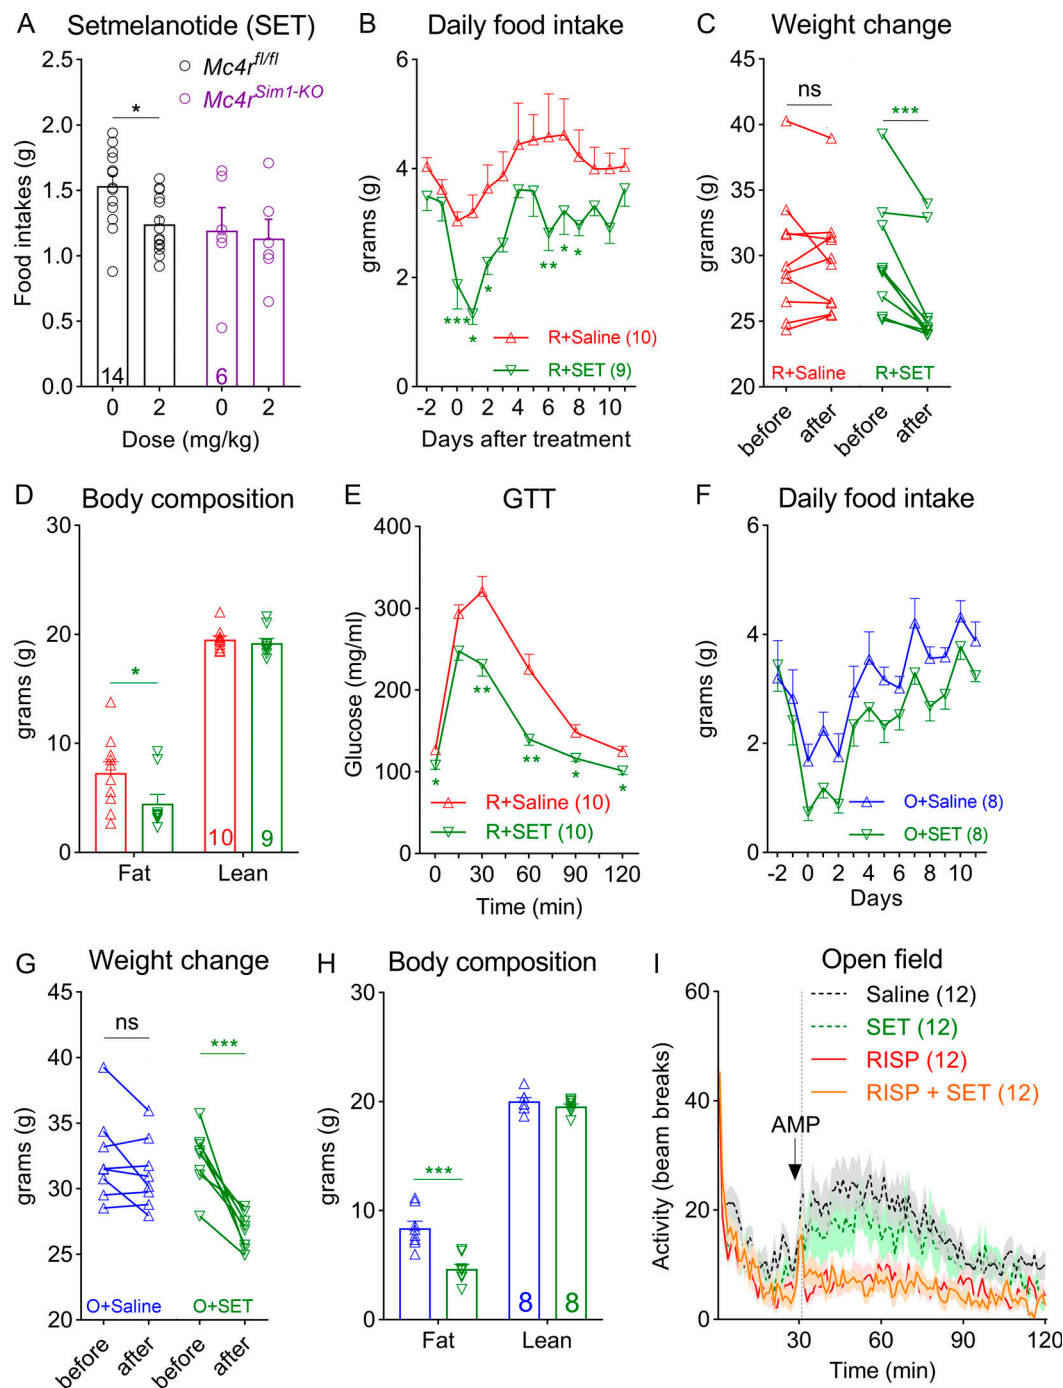 A Setmelanotide (SET)
Food intakes (g)
2.5
2.0
1.5
1.0
0.5
0.0
Mc4r^fl/fl
Mc4r^Sim1-KO
*
14
6
0 2 0 2
Dose (mg/kg)
B Daily food intake
grams (g)
6
4
2
0
***
*
*
**
*
*
R+Saline (10)
R+SET (9)
-2 0 2 4 6 8 10
Days after treatment
C Weight change
grams (g)
45
40
35
30
25
20
ns
***
R+Saline R+SET
before after before after
D Body composition
grams (g)
30
20
10
0
*
10 9
Fat Lean
E GTT
Glucose (mg/ml)
400
300
200
100
0
*
**
**
*
*
R+Saline (10)
R+SET (10)
0 30 60 90 120
Time (min)
F Daily food intake
grams (g)
6
4
2
0
O+Saline (8)
O+SET (8)
-2 0 2 4 6 8 10
Days
G Weight change
grams (g)
45
40
35
30
25
20
ns
***
O+Saline O+SET
before after before after
H Body composition
grams (g)
30
20
10
0
***
8 8
Fat Lean
I Open field
Activity (beam breaks)
60
40
20
0
Saline (12)
SET (12)
RISP (12)
RISP + SET (12)
AMP
30 60 90 120
Time (min)